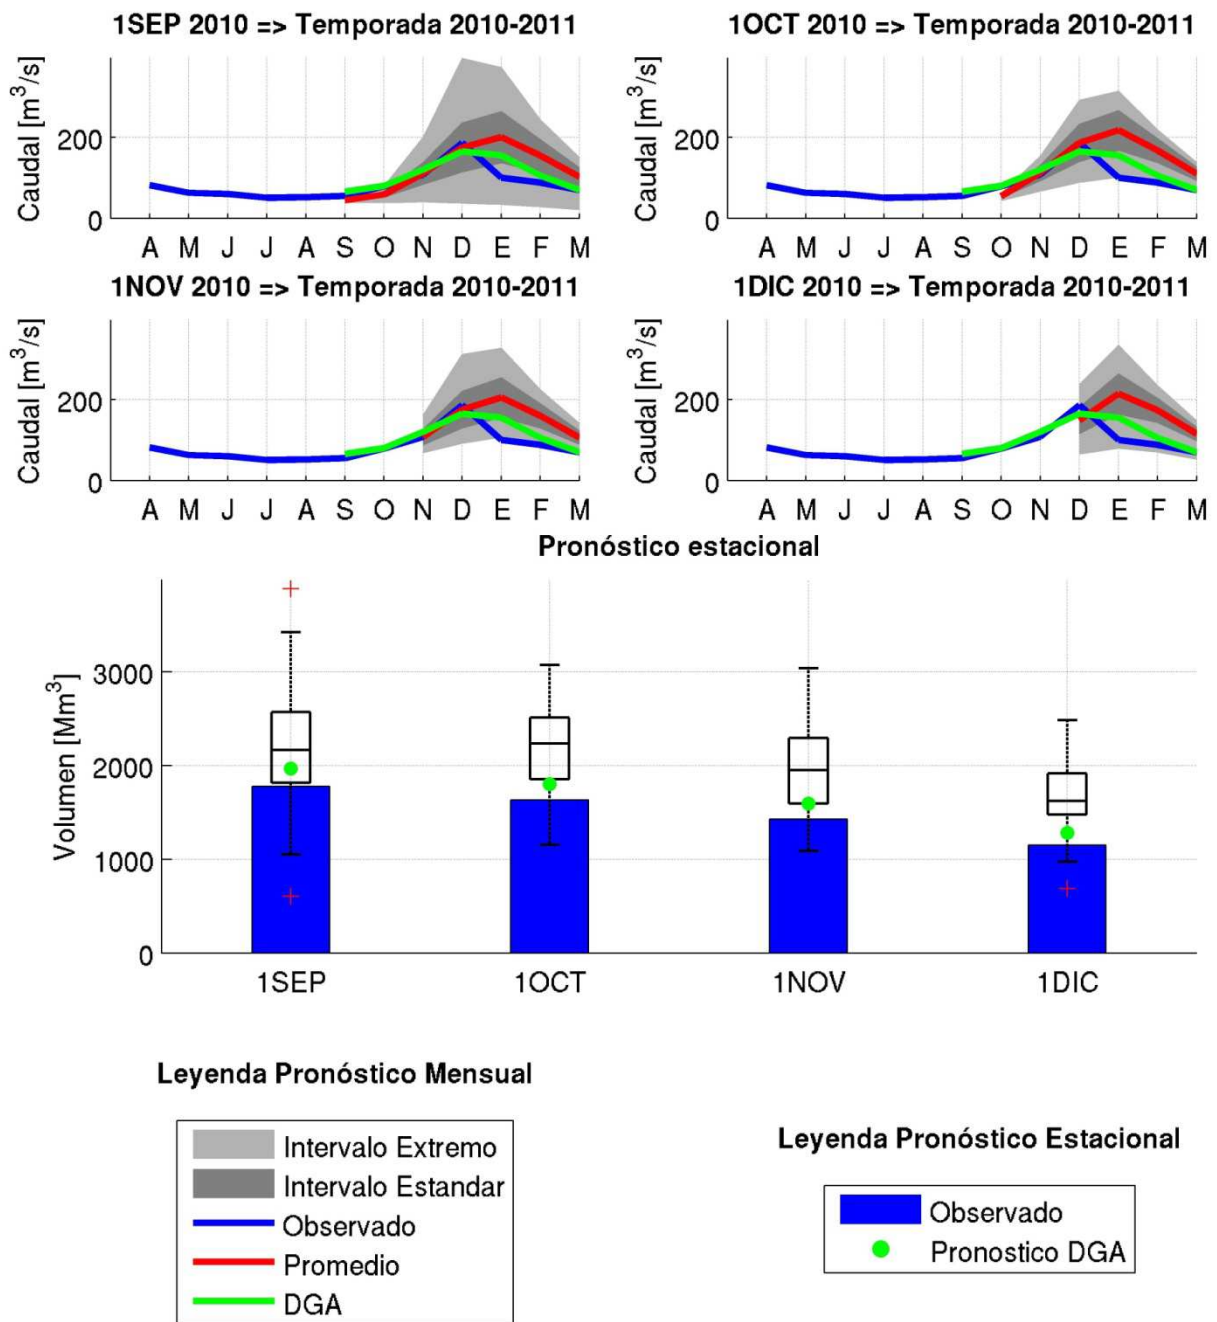 1SEP 2010 => Temporada 2010-2011
Caudal [m³/s]
200
0
A M J J A S O N D E F M
1OCT 2010 => Temporada 2010-2011
Caudal [m³/s]
200
0
A M J J A S O N D E F M
1NOV 2010 => Temporada 2010-2011
Caudal [m³/s]
200
0
A M J J A S O N D E F M
1DIC 2010 => Temporada 2010-2011
Caudal [m³/s]
200
0
A M J J A S O N D E F M
Pronóstico estacional
Volumen [Mm³]
3000
2000
1000
0
1SEP 1OCT 1NOV 1DIC
Leyenda Pronóstico Mensual
Intervalo Extremo
Intervalo Estandar
Observado
Promedio
DGA
Leyenda Pronóstico Estacional
Observado
Pronostico DGA